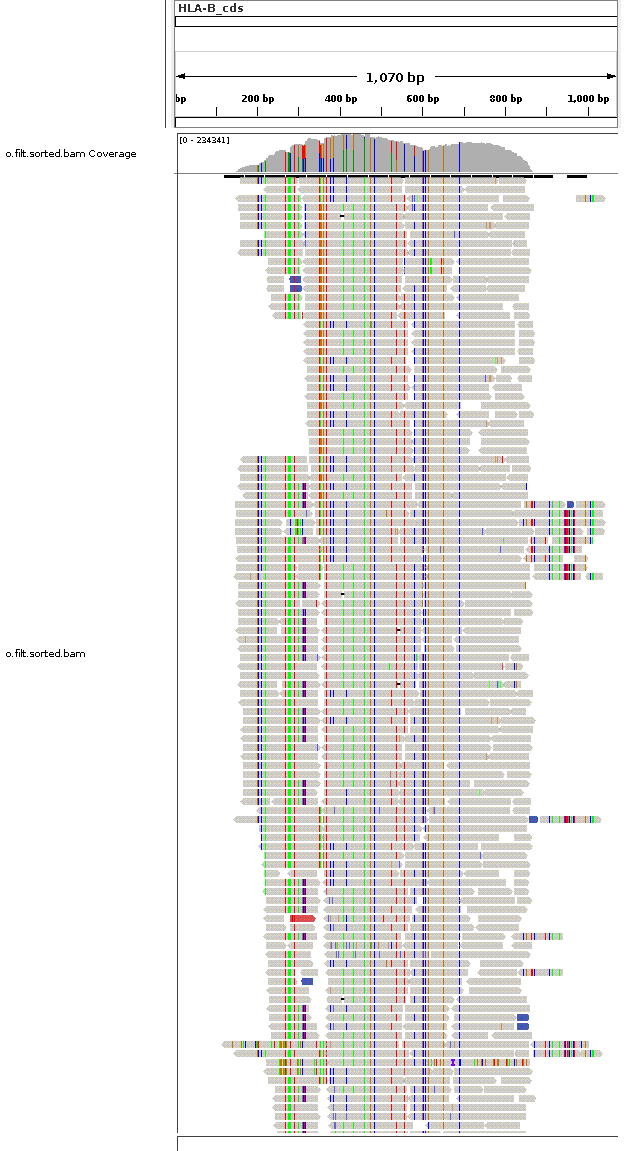 HLA-B_cds
1,070 bp
bp 200 bp 400 bp 600 bp 800 bp 1,000 bp
[0 - 234341]
o.filt.sorted.bam Coverage
o.filt.sorted.bam